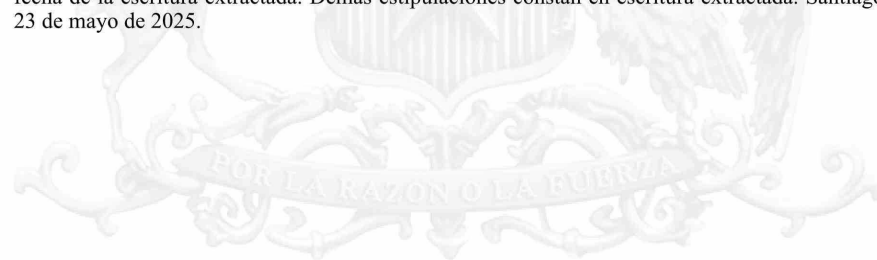 fecha de la escritura extractada. Demás estipulaciones constan en escritura extractada. Santiago
23 de mayo de 2025.
POR LA RAZON O LA FUERZA